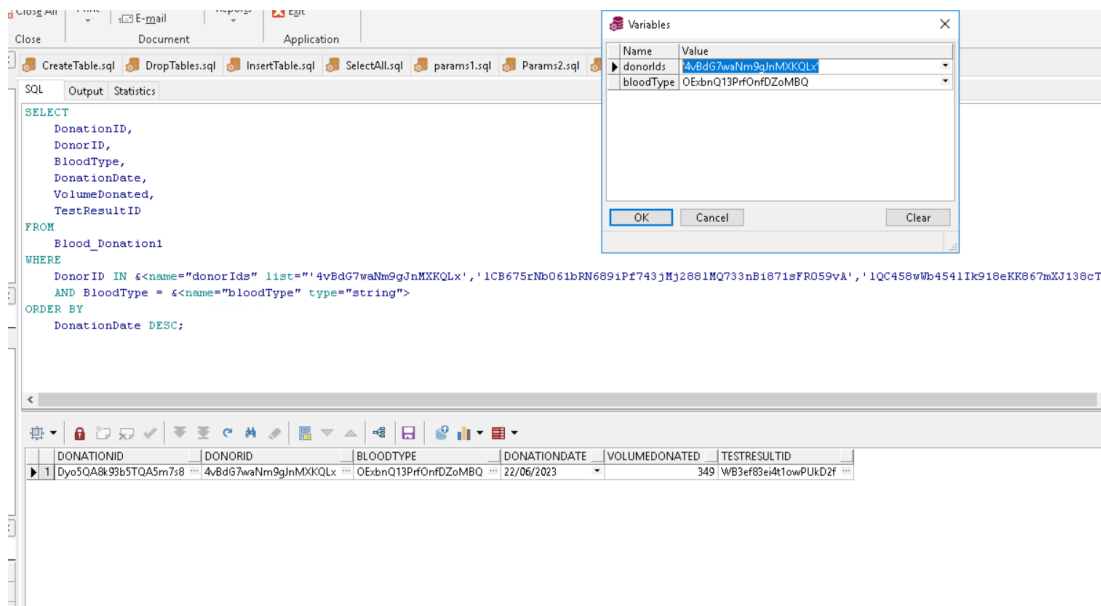 Close All
E-mail
Exit
Close
Document
Application
CreateTable.sql
DropTables.sql
InsertTable.sql
SelectAll.sql
params1.sql
Params2.sql
SQL
Output
Statistics
SELECT
DonationID,
DonorID,
BloodType,
DonationDate,
VolumeDonated,
TestResultID
FROM
Blood_Donation1
WHERE
DonorID IN &<name="donorIds" list="'4vBdG7waNm9gJnMXKQLx','lCB675rNbO61bRN689iPf743jMj288lMQ733nBi871sFR059vA','lQC458wWb454lIk918eKK867mXJ138cT
AND BloodType = &<name="bloodType" type="string">
ORDER BY
DonationDate DESC;
Variables
Name Value
donorIds '4vBdG7waNm9gJnMXKQLx'
bloodType OExbnQ13PrfOnfDZoMBQ
OK
Cancel
Clear
DONATIONID DONORID BLOODTYPE DONATIONDATE VOLUMEDONATED TESTRESULTID
1 Dyo5QA8k93b5TQA5m7s8 ··· 4vBdG7waNm9gJnMXKQLx ··· OExbnQ13PrfOnfDZoMBQ ··· 22/06/2023 349 WB3ef83ei4t1owPUkD2f ···